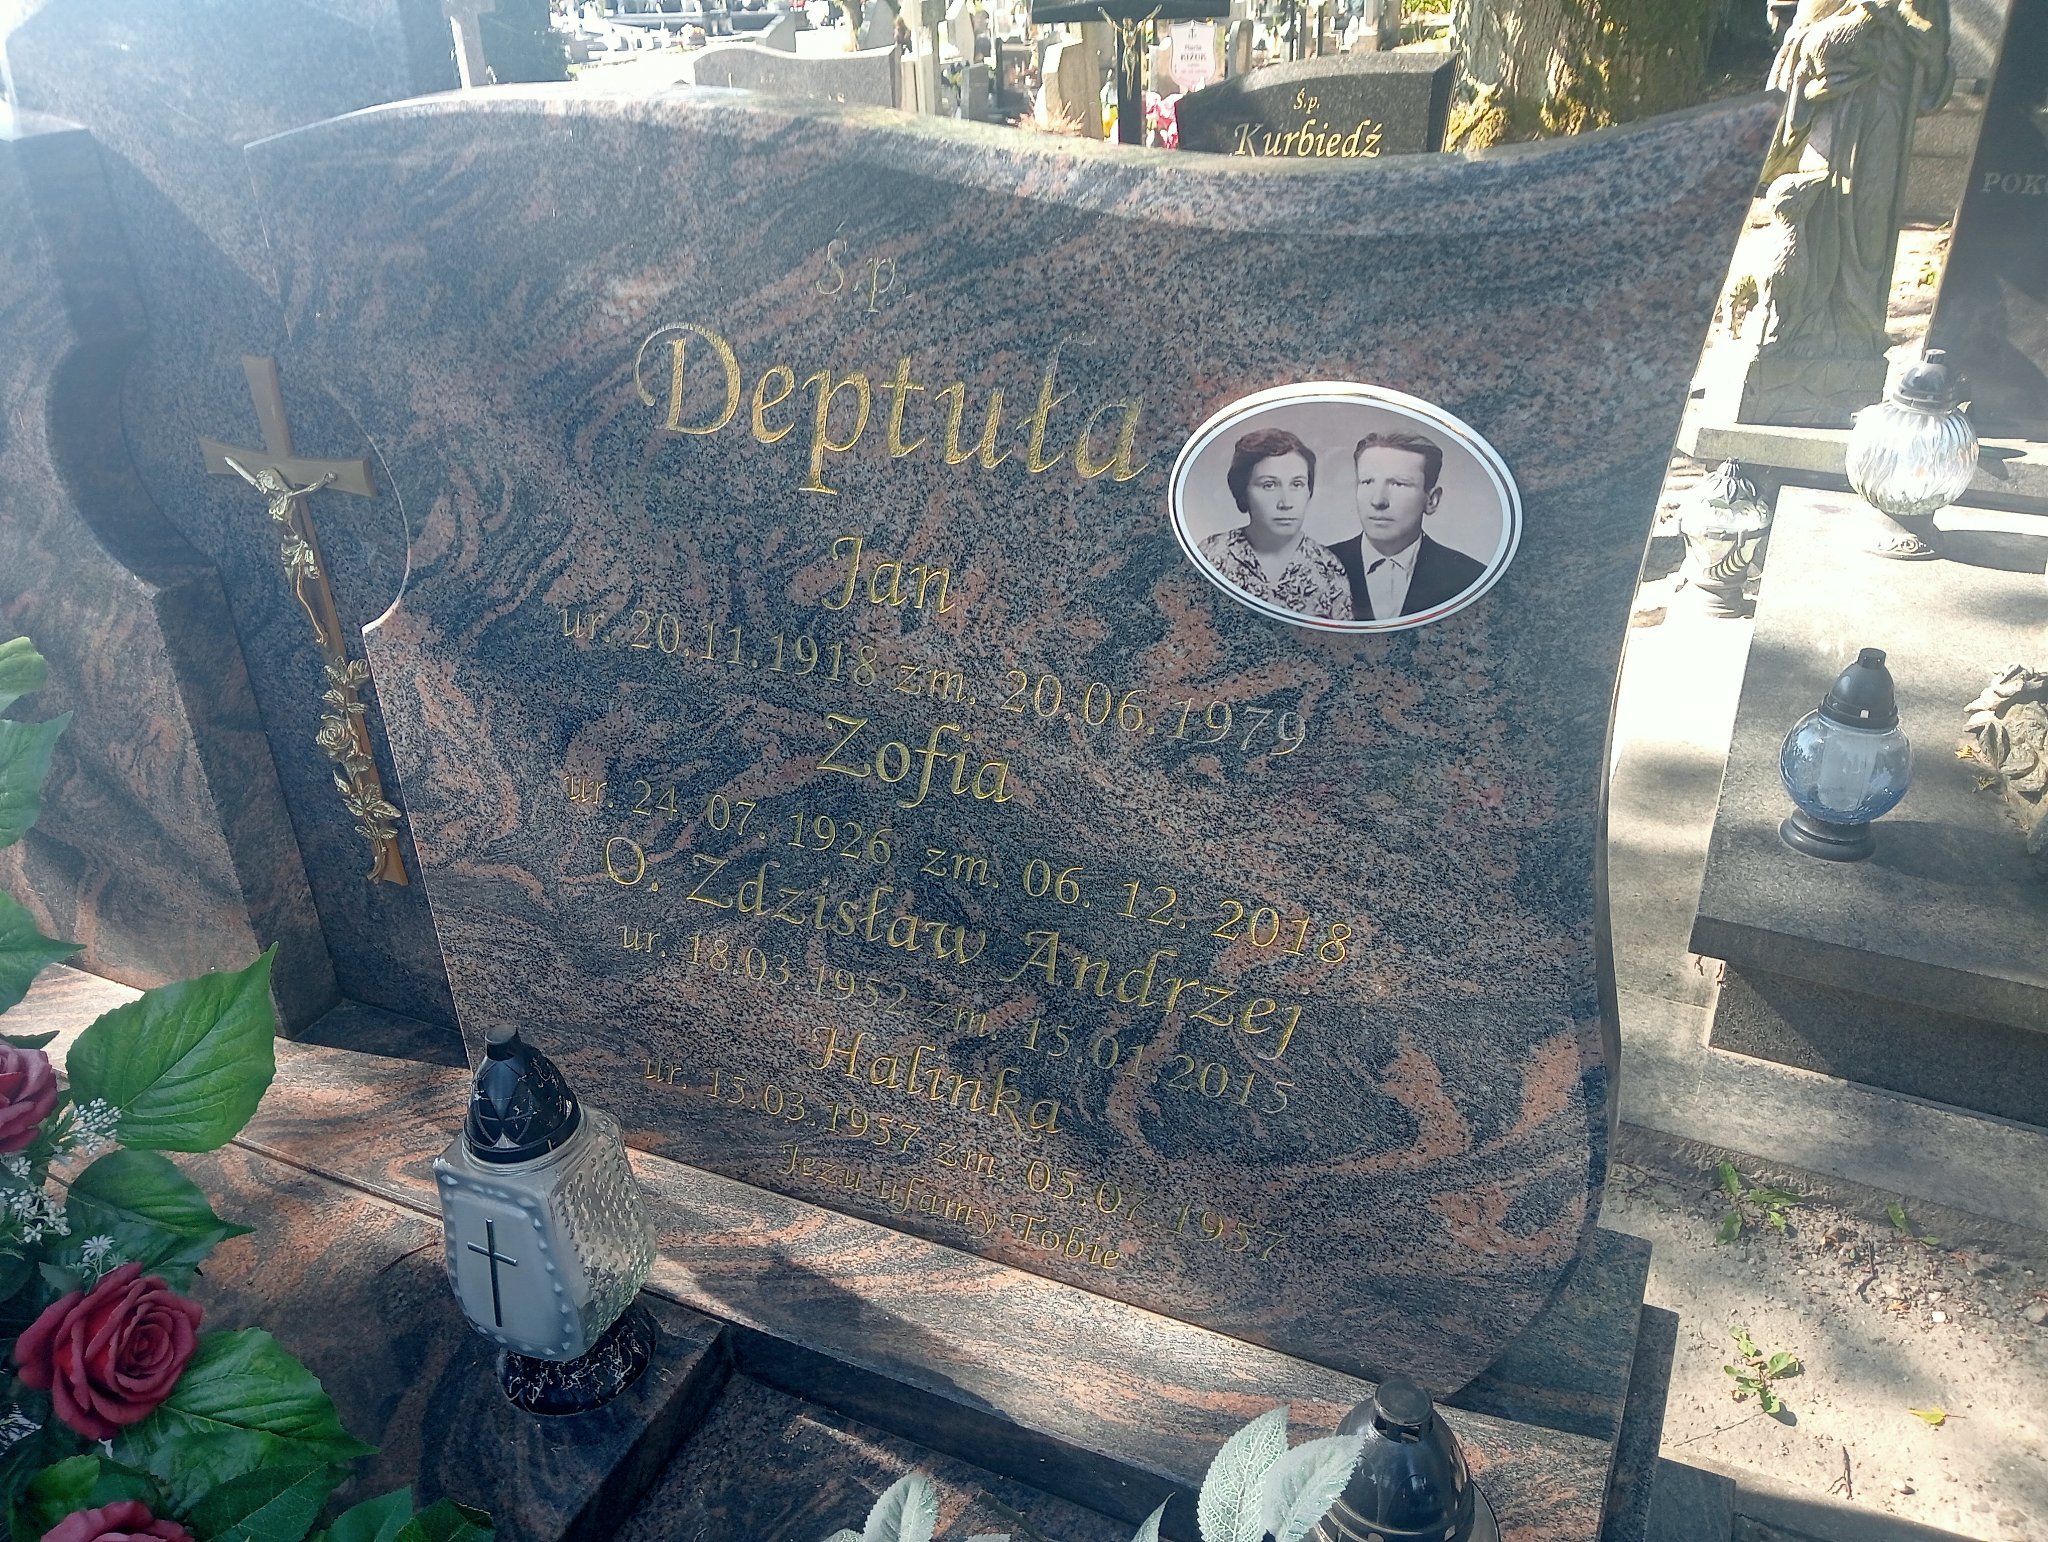 Ś.p.
Deptuła
Jan
ur. 20.11.1918 zm. 20.06.1979
Zofia
ur. 24. 07. 1926 zm. 06. 12. 2018
O. Zdzisław Andrzej
ur. 18.03.1952 zm. 15.01.2015
Halinka
ur. 13.03.1957 zm. 05.07.1957
Jezu ufamy Tobie
Ś.p.
Kurbiedź